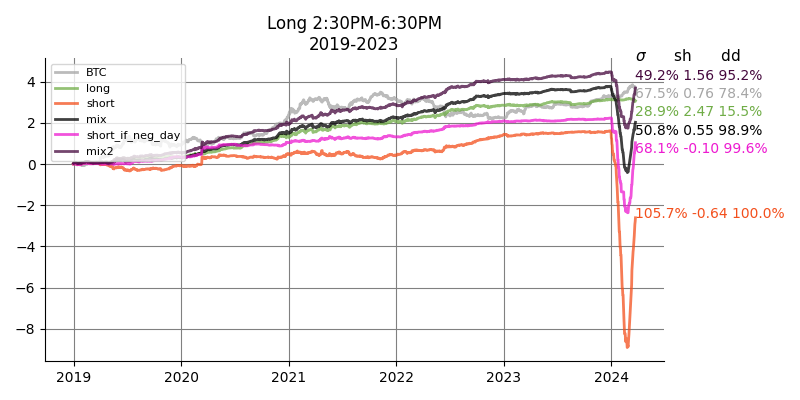 Long 2:30PM-6:30PM
2019-2023
σ sh dd
49.2% 1.56 95.2%
67.5% 0.76 78.4%
28.9% 2.47 15.5%
50.8% 0.55 98.9%
68.1% -0.10 99.6%
105.7% -0.64 100.0%
BTC
long
short
mix
short_if_neg_day
mix2
4
2
0
−2
−4
−6
−8
2019 2020 2021 2022 2023 2024